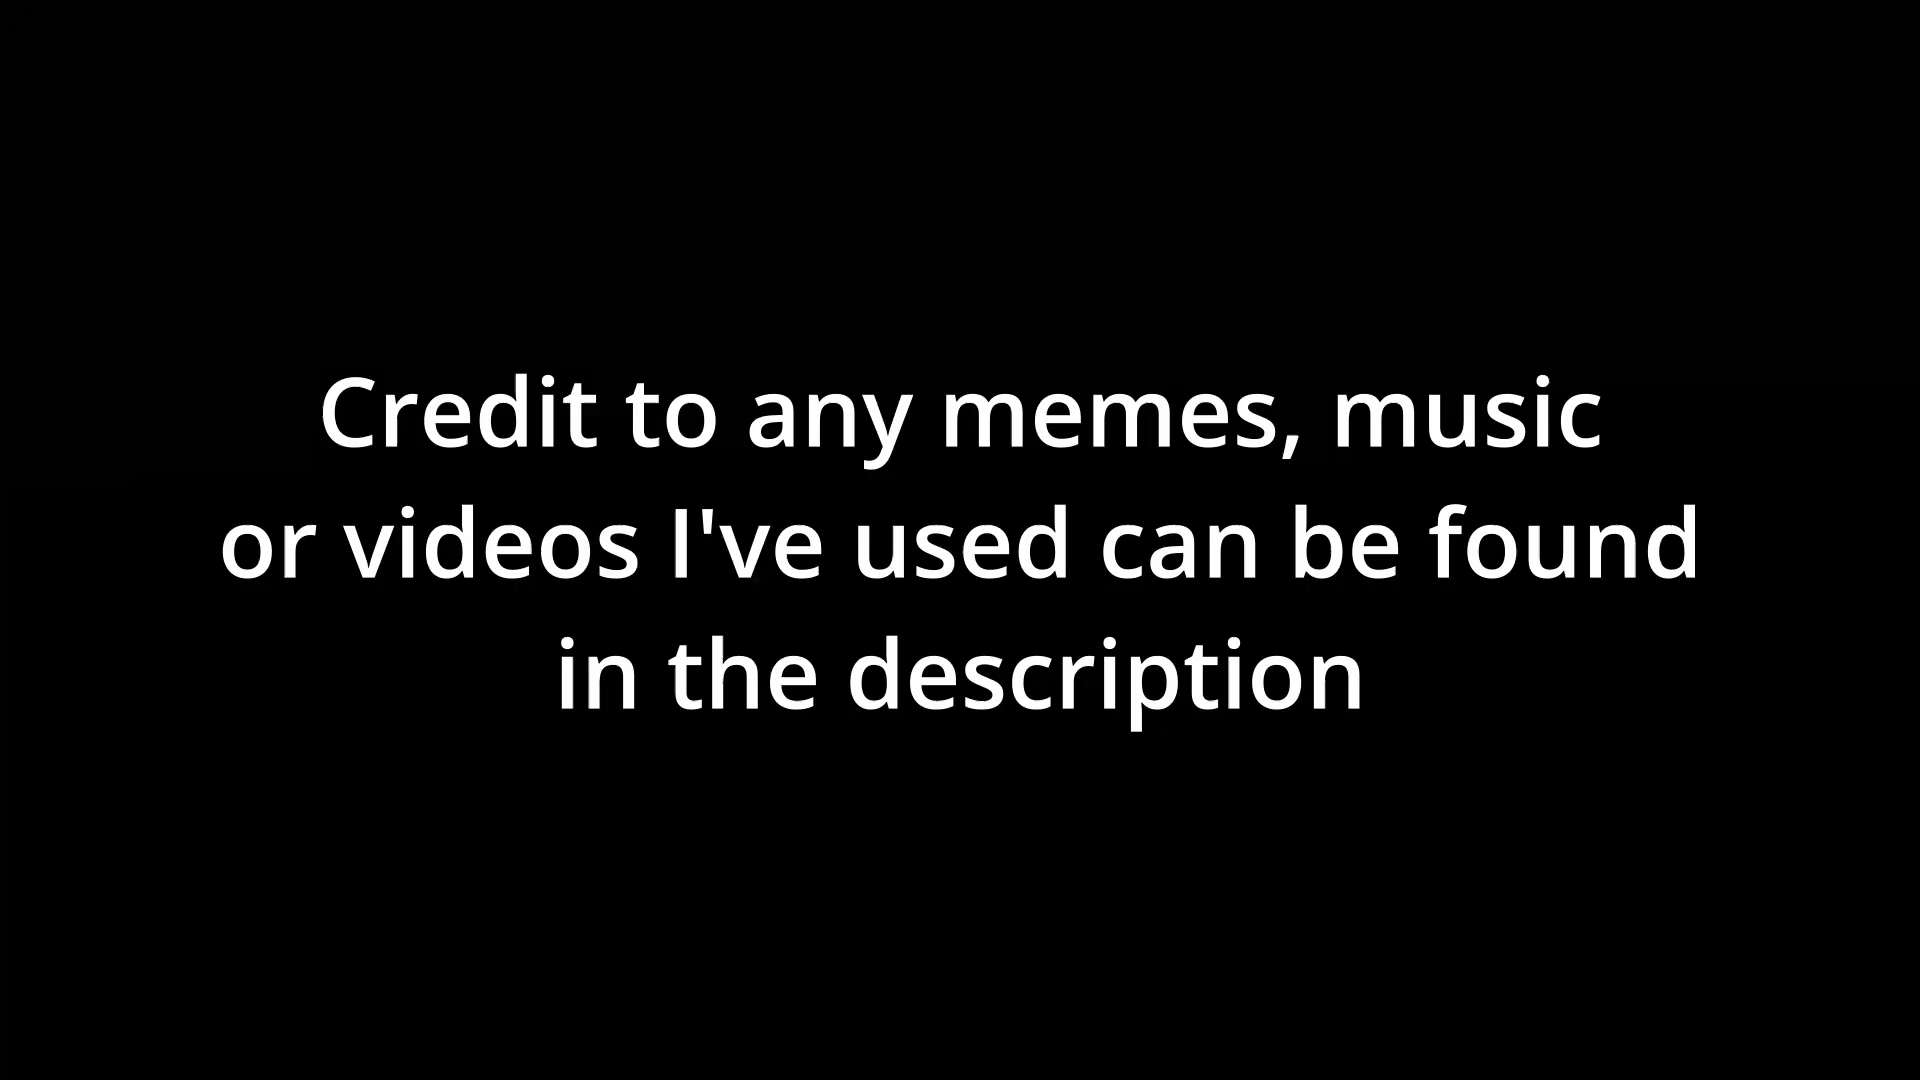 Credit to any memes, music
or videos I've used can be found
in the description